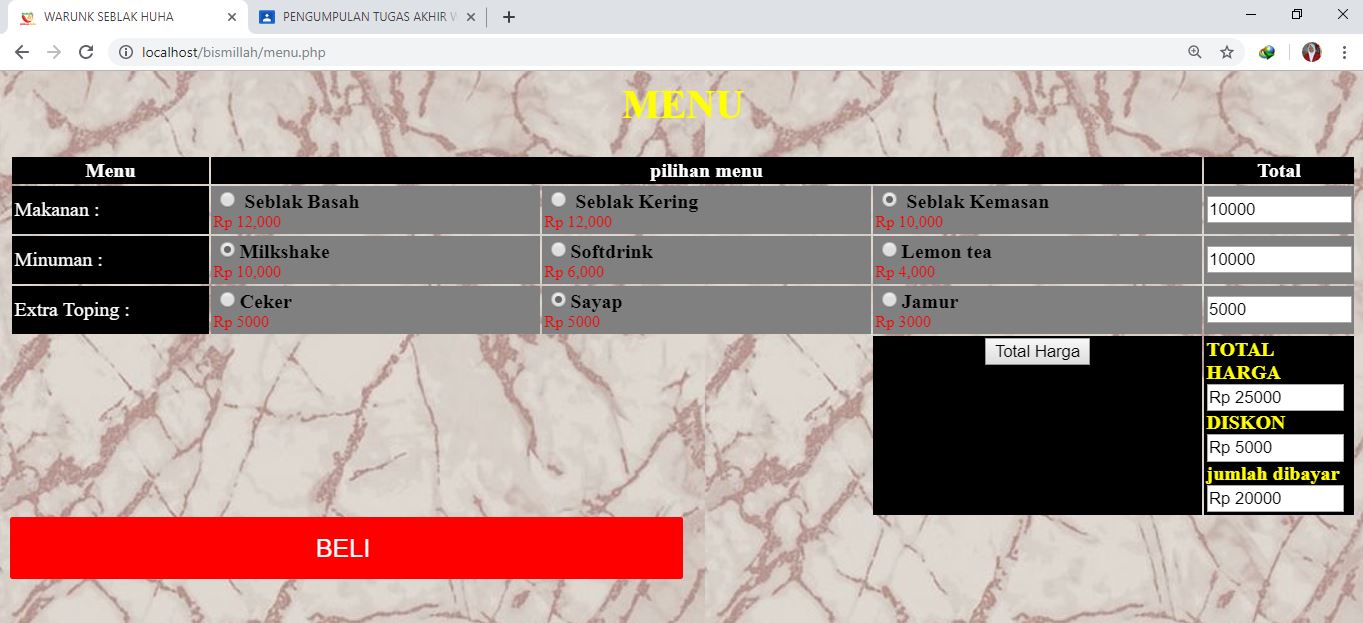 WARUNK SEBLAK HUHA
PENGUMPULAN TUGAS AKHIR
localhost/bismillah/menu.php
MENU
Menu pilihan menu Total
Makanan : Seblak Basah Seblak Kering Seblak Kemasan 10000
Rp 12,000 Rp 12,000 Rp 10,000
Minuman : Milkshake Softdrink Lemon tea 10000
Rp 10,000 Rp 6,000 Rp 4,000
Extra Toping : Ceker Sayap Jamur 5000
Rp 5000 Rp 5000 Rp 3000
Total Harga
TOTAL
HARGA
Rp 25000
DISKON
Rp 5000
jumlah dibayar
Rp 20000
BELI